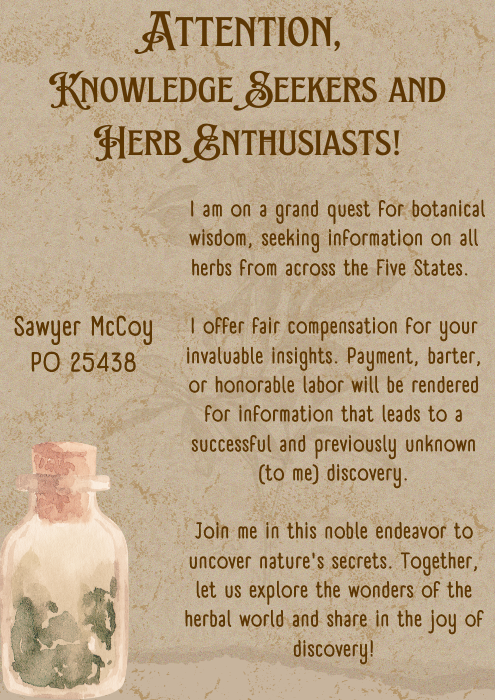 Attention,
Knowledge Seekers and
Herb Enthusiasts!
I am on a grand quest for botanical
wisdom, seeking information on all
herbs from across the Five States.
Sawyer McCoy
PO 25438
I offer fair compensation for your
invaluable insights. Payment, barter,
or honorable labor will be rendered
for information that leads to a
successful and previously unknown
(to me) discovery.
Join me in this noble endeavor to
uncover nature's secrets. Together,
let us explore the wonders of the
herbal world and share in the joy of
discovery!